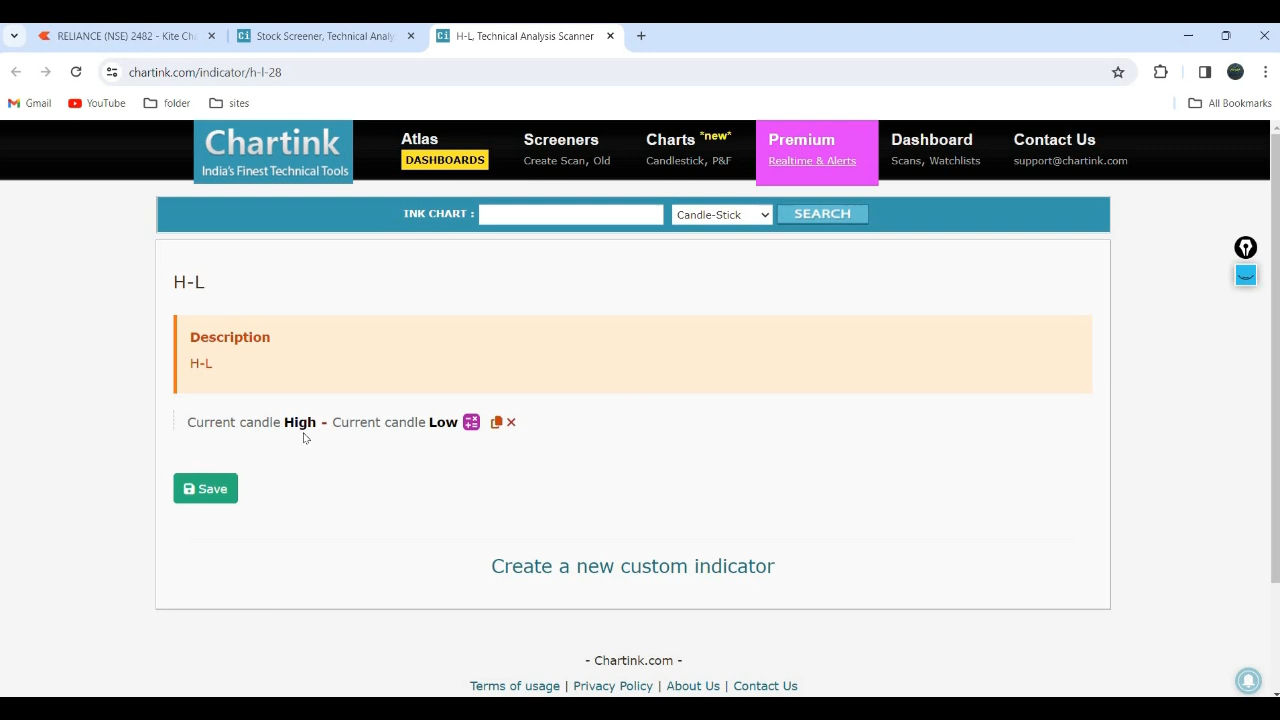 RELIANCE (NSE) 2482 - Kite Ch
Stock Screener, Technical Analy
H-L, Technical Analysis Scanner
chartink.com/indicator/h-l-28
Gmail
YouTube
folder
sites
All Bookmarks
Chartink
India's Finest Technical Tools
Atlas
DASHBOARDS
Screeners
Create Scan, Old
Charts *new*
Candlestick, P&F
Premium
Realtime & Alerts
Dashboard
Scans, Watchlists
Contact Us
support@chartink.com
INK CHART :
Candle-Stick
SEARCH
H-L
Description
H-L
Current candle High - Current candle Low
Save
Create a new custom indicator
- Chartink.com -
Terms of usage | Privacy Policy | About Us | Contact Us